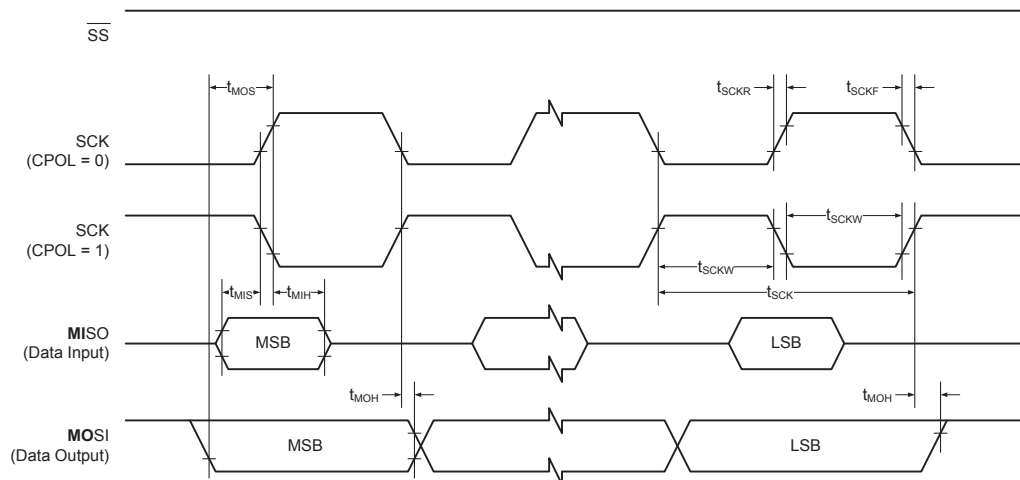 SS
tMOS
tSCKR
tSCKF
SCK
(CPOL = 0)
SCK
(CPOL = 1)
tSCKW
tSCKW
tSCK
tMIS
tMIH
MISO
(Data Input)
MSB
LSB
tMOH
tMOH
MOSI
(Data Output)
MSB
LSB